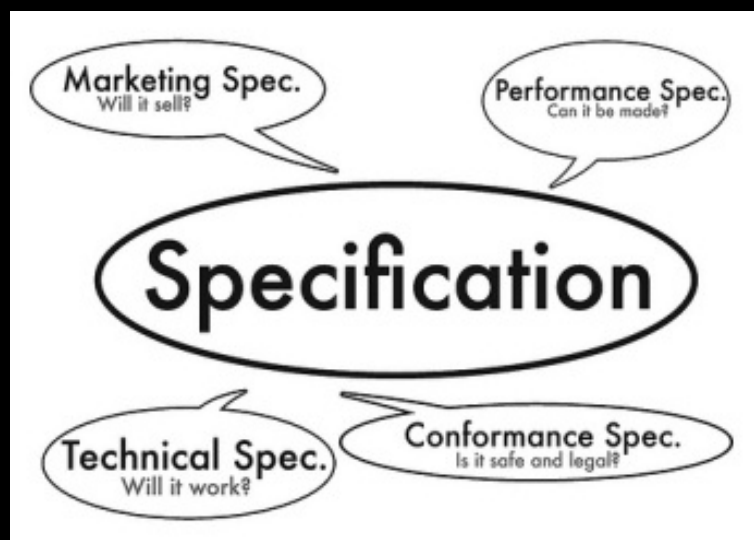 Marketing Spec.
Will it sell?
Performance Spec.
Can it be made?
Specification
Technical Spec.
Will it work?
Conformance Spec.
Is it safe and legal?